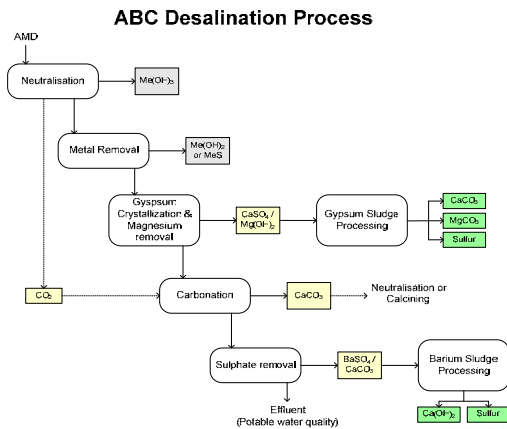 ABC Desalination Process
AMD
Neutralisation
Me(OH)₃
Metal Removal
Me(OH)₂
or MeS
Gyspsum
Crystallization &
Magnesium
removal
CaSO₄ /
Mg(OH)₂
Gypsum Sludge
Processing
CaCO₃
MgCO₃
Sulfur
CO₂
Carbonation
CaCO₃
Neutralisation or
Calcining
Sulphate removal
BaSO₄ /
CaCO₃
Barium Sludge
Processing
Effluent
(Potable water quality)
Ca(OH)₂
Sulfur